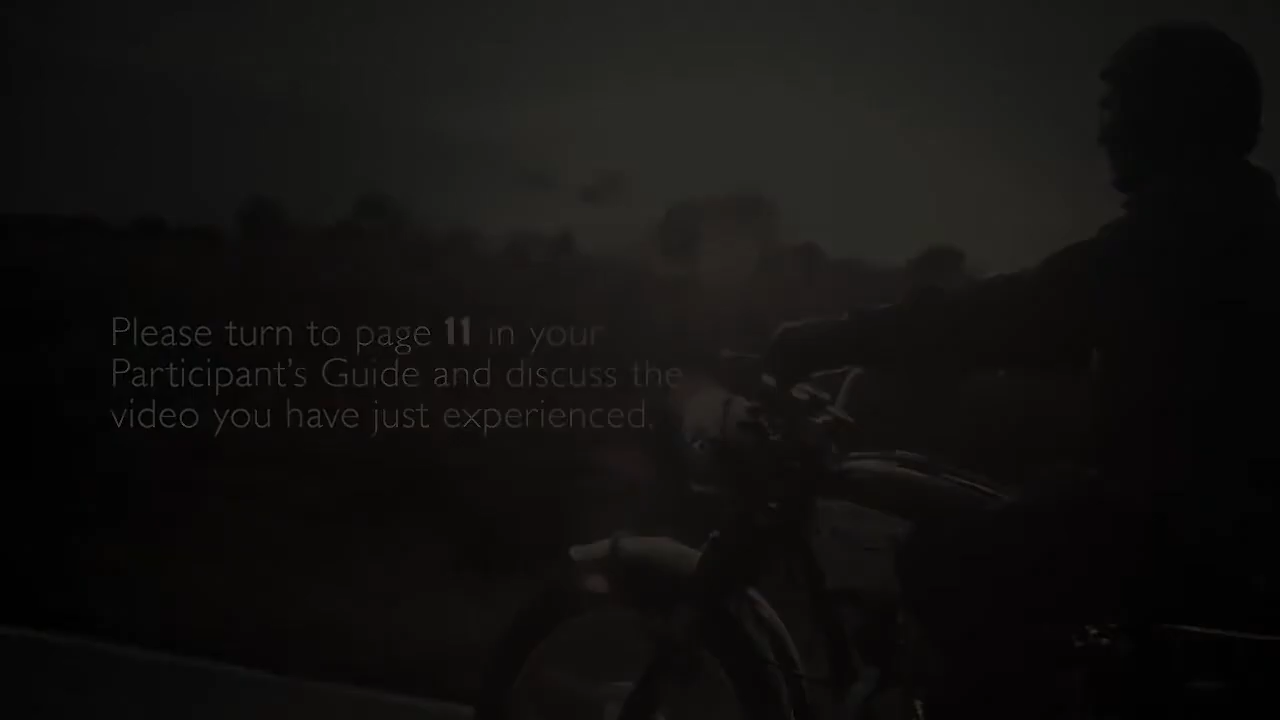 Please turn to page 11 in your
Participant's Guide and discuss the
video you have just experienced.